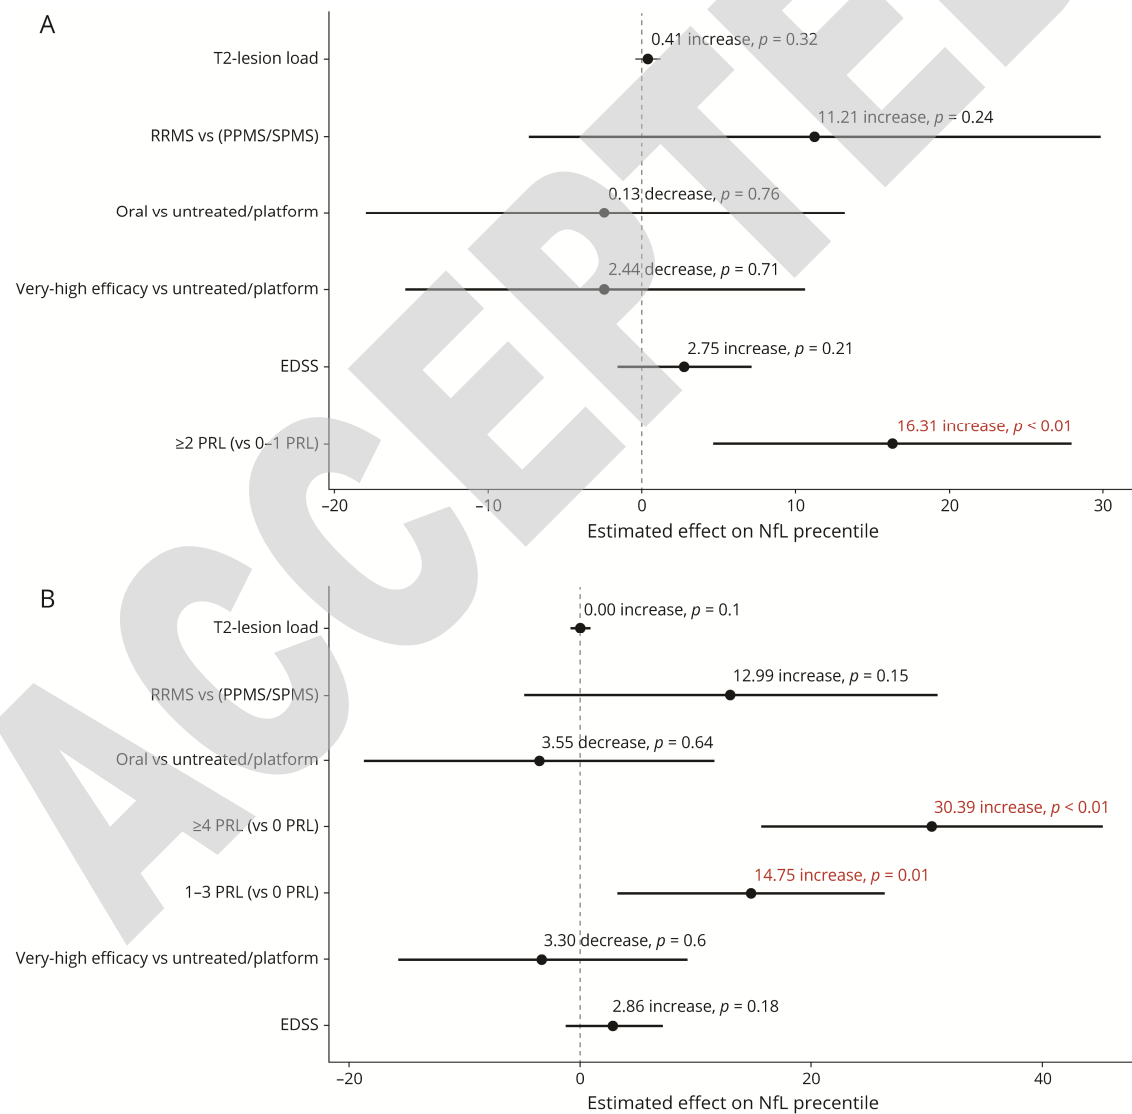 A
0.41 increase, p = 0.32
T2-lesion load
11.21 increase, p = 0.24
RRMS vs (PPMS/SPMS)
0.13 decrease, p = 0.76
Oral vs untreated/platform
2.44 decrease, p = 0.71
Very-high efficacy vs untreated/platform
2.75 increase, p = 0.21
EDSS
16.31 increase, p < 0.01
≥2 PRL (vs 0–1 PRL)
–20 –10 0 10 20 30
Estimated effect on NfL precentile
B
0.00 increase, p = 0.1
T2-lesion load
12.99 increase, p = 0.15
RRMS vs (PPMS/SPMS)
3.55 decrease, p = 0.64
Oral vs untreated/platform
30.39 increase, p < 0.01
≥4 PRL (vs 0 PRL)
14.75 increase, p = 0.01
1–3 PRL (vs 0 PRL)
3.30 decrease, p = 0.6
Very-high efficacy vs untreated/platform
2.86 increase, p = 0.18
EDSS
–20 0 20 40
Estimated effect on NfL precentile
ACCEPTED